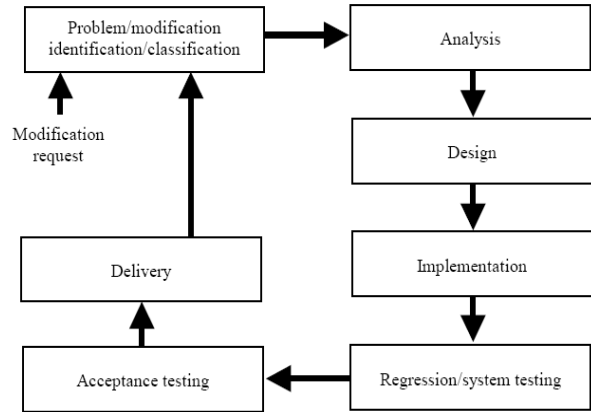 Problem/modification
identification/classification
Analysis
Modification
request
Design
Delivery
Implementation
Acceptance testing
Regression/system testing